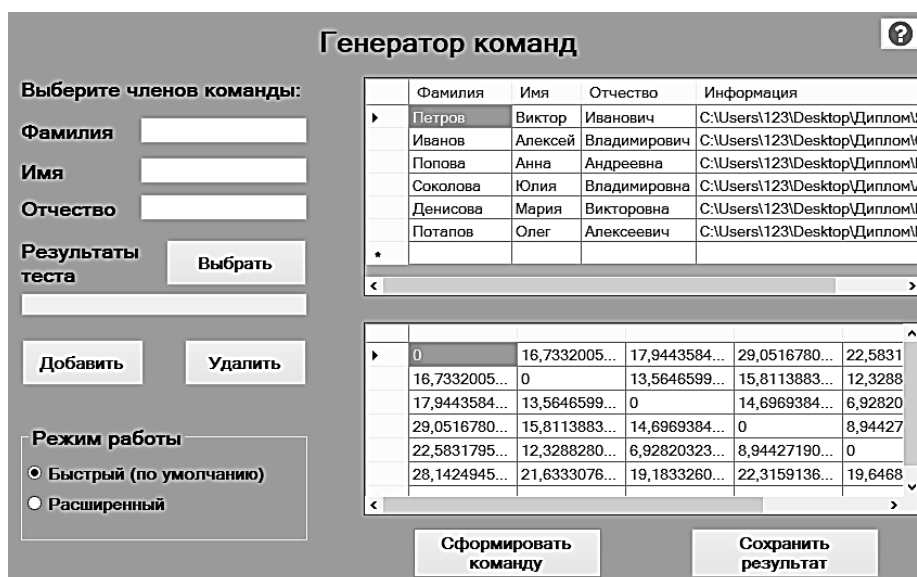 Генератор команд
?
Выберите членов команды:
Фамилия
Имя
Отчество
Результаты
теста
Выбрать
Добавить
Удалить
Режим работы
Быстрый (по умолчанию)
Расширенный
Фамилия Имя Отчество Информация
Петров Виктор Иванович C:\Users\123\Desktop\Диплом\
Иванов Алексей Владимирович C:\Users\123\Desktop\Диплом\
Попова Анна Андреевна C:\Users\123\Desktop\Диплом\
Соколова Юлия Владимировна C:\Users\123\Desktop\Диплом\
Денисова Мария Викторовна C:\Users\123\Desktop\Диплом\
Потапов Олег Алексеевич C:\Users\123\Desktop\Диплом\
0 16,7332005... 17,9443584... 29,0516780... 22,5831
16,7332005... 0 13,5646599... 15,8113883... 12,3288
17,9443584... 13,5646599... 0 14,6969384... 6,92820
29,0516780... 15,8113883... 14,6969384... 0 8,94427
22,5831795... 12,3288280... 6,92820323... 8,94427190... 0
28,1424945... 21,6333076... 19,1833260... 22,3159136... 19,6468
Сформировать
команду
Сохранить
результат